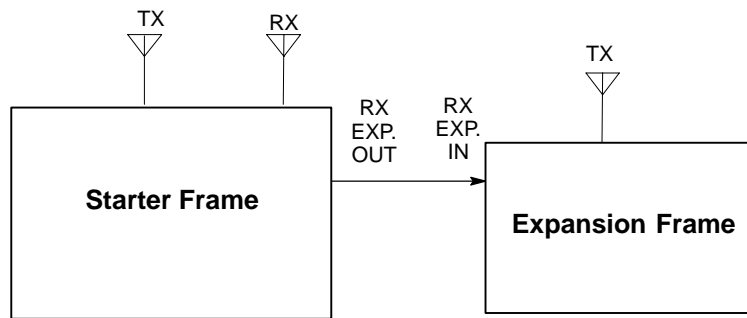 TX
RX
TX
RX
EXP.
OUT
RX
EXP.
IN
Starter Frame
Expansion Frame